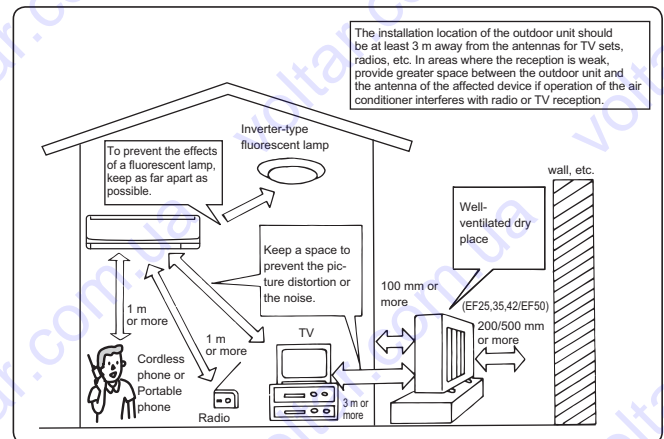 The installation location of the outdoor unit should
be at least 3 m away from the antennas for TV sets,
radios, etc. In areas where the reception is weak,
provide greater space between the outdoor unit and
the antenna of the affected device if operation of the air
conditioner interferes with radio or TV reception.
Inverter-type
fluorescent lamp
To prevent the effects
of a fluorescent lamp,
keep as far apart as
possible.
wall, etc.
Well-
ventilated dry
place
Keep a space to
prevent the pic-
ture distortion or
the noise.
100 mm or
more
(EF25,35,42/EF50)
200/500 mm
or more
1 m
or more
1 m
or more
TV
Cordless
phone or
Portable
phone
Radio
3 m or
more
voltar.com.ua